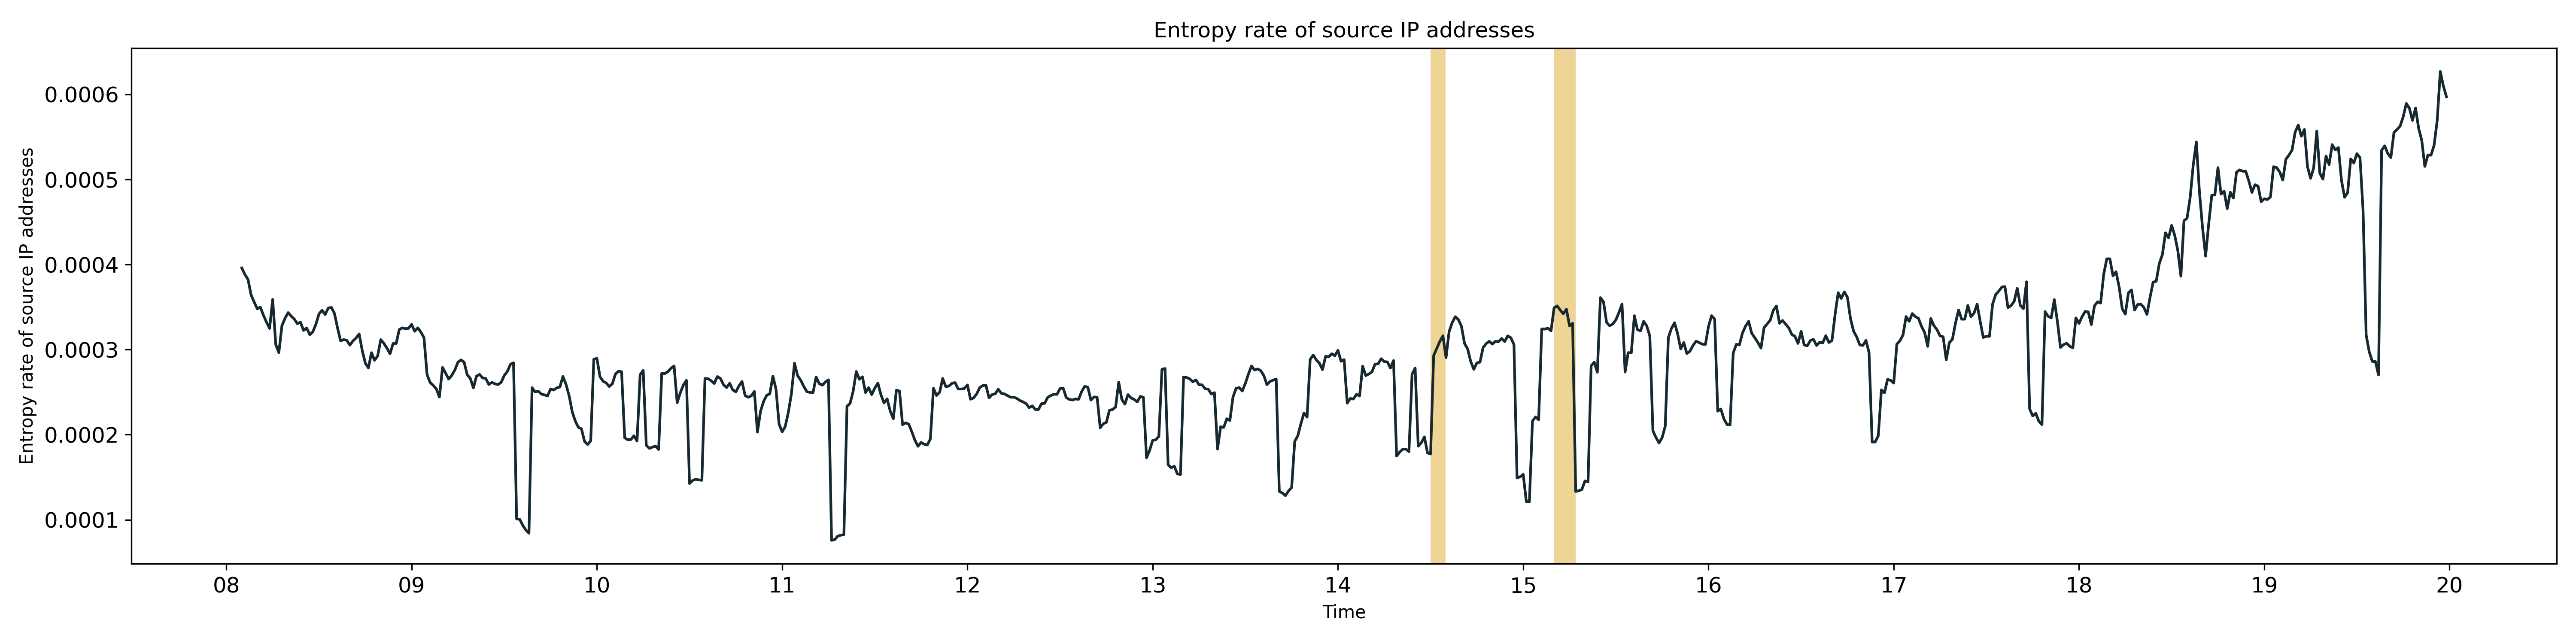 Entropy rate of source IP addresses
Entropy rate of source IP addresses
0.0006
0.0005
0.0004
0.0003
0.0002
0.0001
08 09 10 11 12 13 14 15 16 17 18 19 20
Time